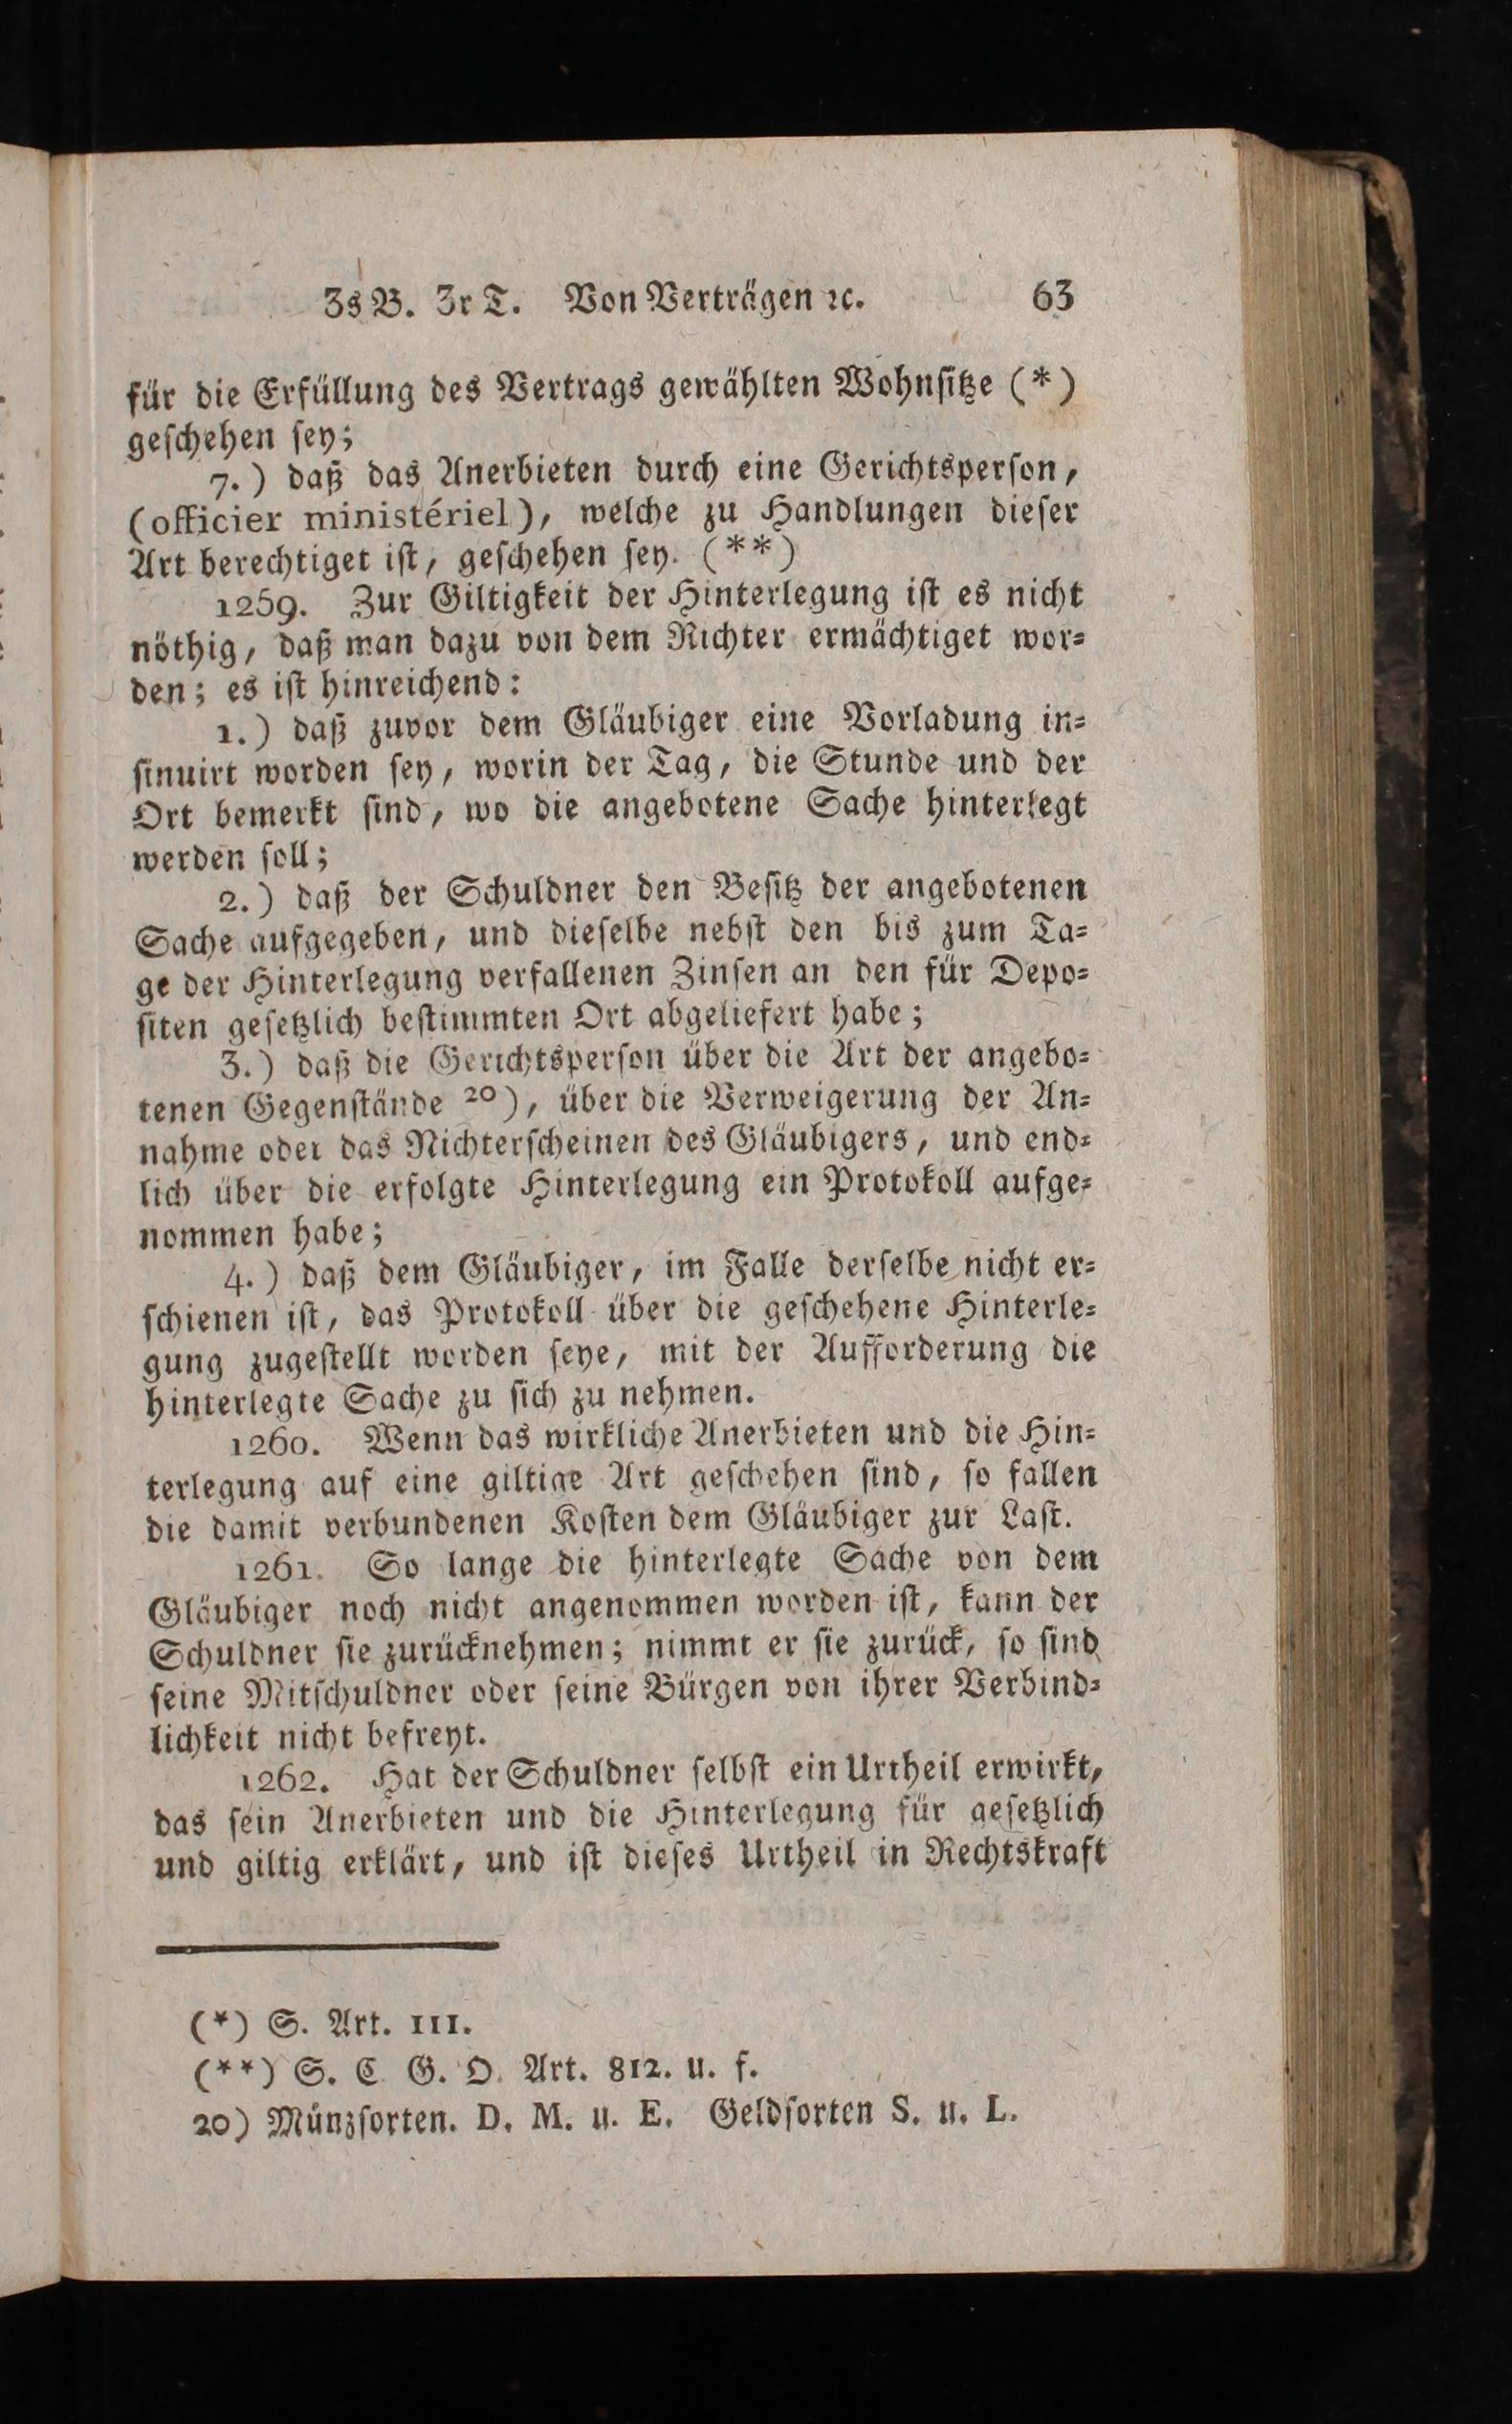 3s B. 3r T. Von Verträgen ꝛc. 63
für die Erfüllung des Vertrags gewählten Wohnſitze (*)
geſchehen ſey;
7.) daß das Anerbieten durch eine Gerichtsperſon,
(officier ministériel), welche zu Handlungen dieſer
Art berechtiget iſt, geſchehen ſey. (**)
1259. Zur Giltigkeit der Hinterlegung iſt es nicht
nöthig, daß man dazu von dem Richter ermächtiget wor⸗
den; es iſt hinreichend:
1.) daß zuvor dem Gläubiger eine Vorladung in⸗
ſinuirt worden ſey, worin der Tag, die Stunde und der
Ort bemerkt ſind, wo die angebotene Sache hinterlegt
werden ſoll;
2.) daß der Schuldner den Beſitz der angebotenen
Sache aufgegeben, und dieſelbe nebſt den bis zum Ta⸗
ge der Hinterlegung verfallenen Zinſen an den für Depo⸗
ſiten geſetzlich beſtimmten Ort abgeliefert habe;
3.) daß die Gerichtsperſon über die Art der angebo⸗
tenen Gegenſtände 20), über die Verweigerung der An⸗
nahme oder das Nichterſcheinen des Gläubigers, und end⸗
lich über die erfolgte Hinterlegung ein Protokoll aufge⸗
nommen habe;
4.) daß dem Gläubiger, im Falle derſelbe nicht er⸗
ſchienen iſt, das Protokoll über die geſchehene Hinterle⸗
gung zugeſtellt worden ſeye, mit der Aufforderung die
hinterlegte Sache zu ſich zu nehmen.
1260. Wenn das wirkliche Anerbieten und die Hin⸗
terlegung auf eine giltige Art geſchehen ſind, ſo fallen
die damit verbundenen Koſten dem Gläubiger zur Laſt.
1261. So lange die hinterlegte Sache von dem
Gläubiger noch nicht angenommen worden iſt, kann der
Schuldner ſie zurücknehmen; nimmt er ſie zurück, ſo ſind
ſeine Mitſchuldner oder ſeine Bürgen von ihrer Verbind⸗
lichkeit nicht befreyt.
1262. Hat der Schuldner ſelbſt ein Urtheil erwirkt,
das ſein Anerbieten und die Hinterlegung für geſetzlich
und giltig erklärt, und iſt dieſes Urtheil in Rechtskraft
(*) S. Art. 111.
(**) S. C. G. O. Art. 812. u. f.
20) Münzſorten. D. M. u. E. Geldſorten S. u. L.